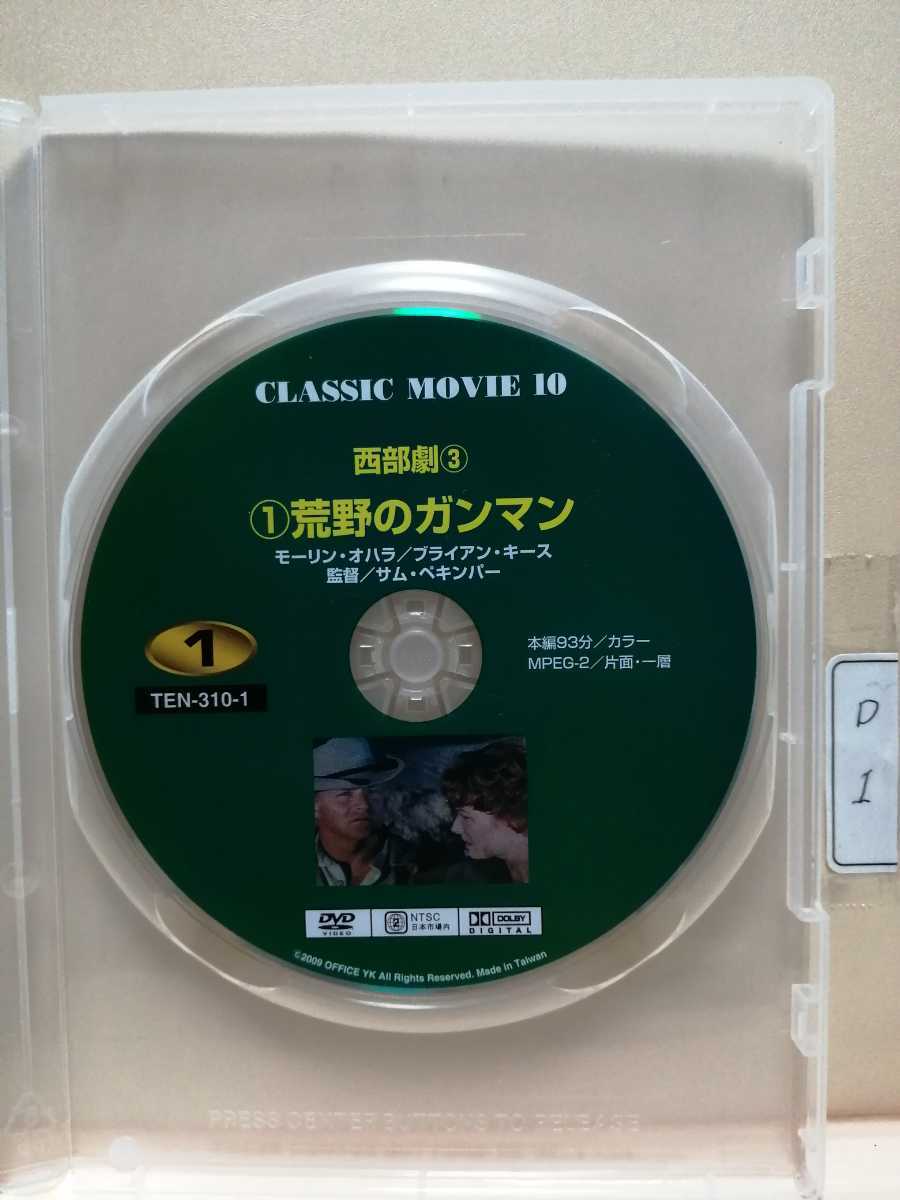 CLASSIC MOVIE 10
西部劇③
①荒野のガンマン
モーリン・オハラ／ブライアン・キース
監督／サム・ペキンパー
1
TEN-310-1
本編93分／カラー
MPEG-2／片面・一層
D
1
DVD VIDEO
2 NTSC 日本市場内
DOLBY DIGITAL
©2009 OFFICE YK All Rights Reserved. Made in Taiwan
PRESS CENTER BUTTONS TO RELEASE